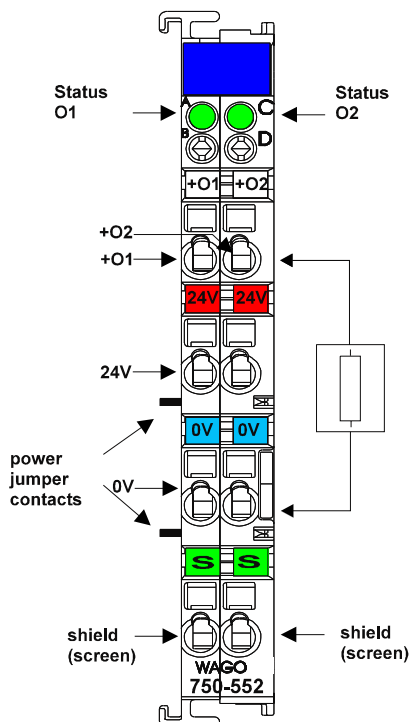 Status
O1
Status
O2
A
C
B
D
+O1 +O2
+O2
+O1
24V 24V
24V
0V 0V
power
jumper
contacts
0V
S S
shield
(screen)
shield
(screen)
WAGO
750-552